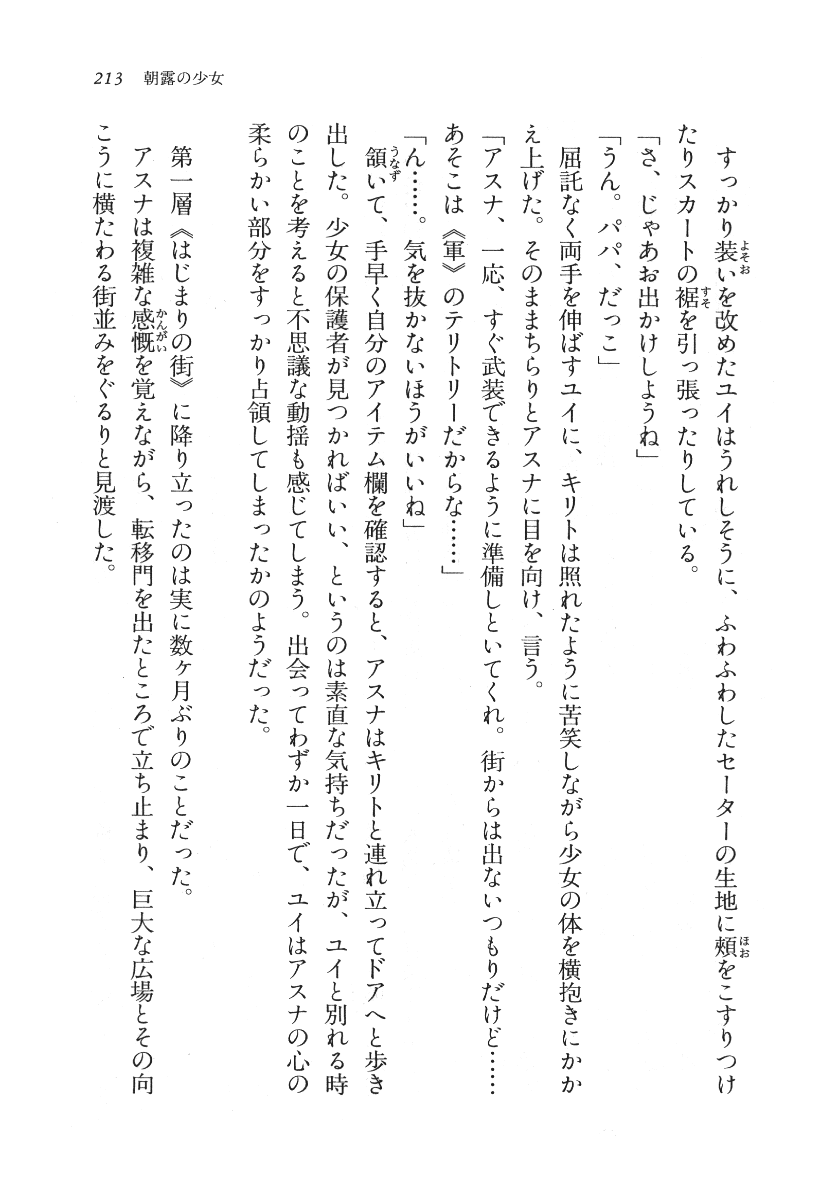 213　朝露の少女
　すっかり装いを改めたユイはうれしそうに、ふわふわしたセーターの生地に頬をこすりつけ
たりスカートの裾を引っ張ったりしている。
「さ、じゃあお出かけしようね」
「うん。パパ、だっこ」
　屈託なく両手を伸ばすユイに、キリトは照れたように苦笑しながら少女の体を横抱きにかか
え上げた。そのままちらりとアスナに目を向け、言う。
「アスナ、一応、すぐ武装できるように準備しといてくれ。街からは出ないつもりだけど……
あそこは《軍》のテリトリーだからな……」
「ん……。気を抜かないほうがいいね」
　頷いて、手早く自分のアイテム欄を確認すると、アスナはキリトと連れ立ってドアへと歩き
出した。少女の保護者が見つかればいい、というのは素直な気持ちだったが、ユイと別れる時
のことを考えると不思議な動揺も感じてしまう。出会ってわずか一日で、ユイはアスナの心の
柔らかい部分をすっかり占領してしまったかのようだった。
　第一層《はじまりの街》に降り立ったのは実に数ヶ月ぶりのことだった。
　アスナは複雑な感慨を覚えながら、転移門を出たところで立ち止まり、巨大な広場とその向
こうに横たわる街並みをぐるりと見渡した。